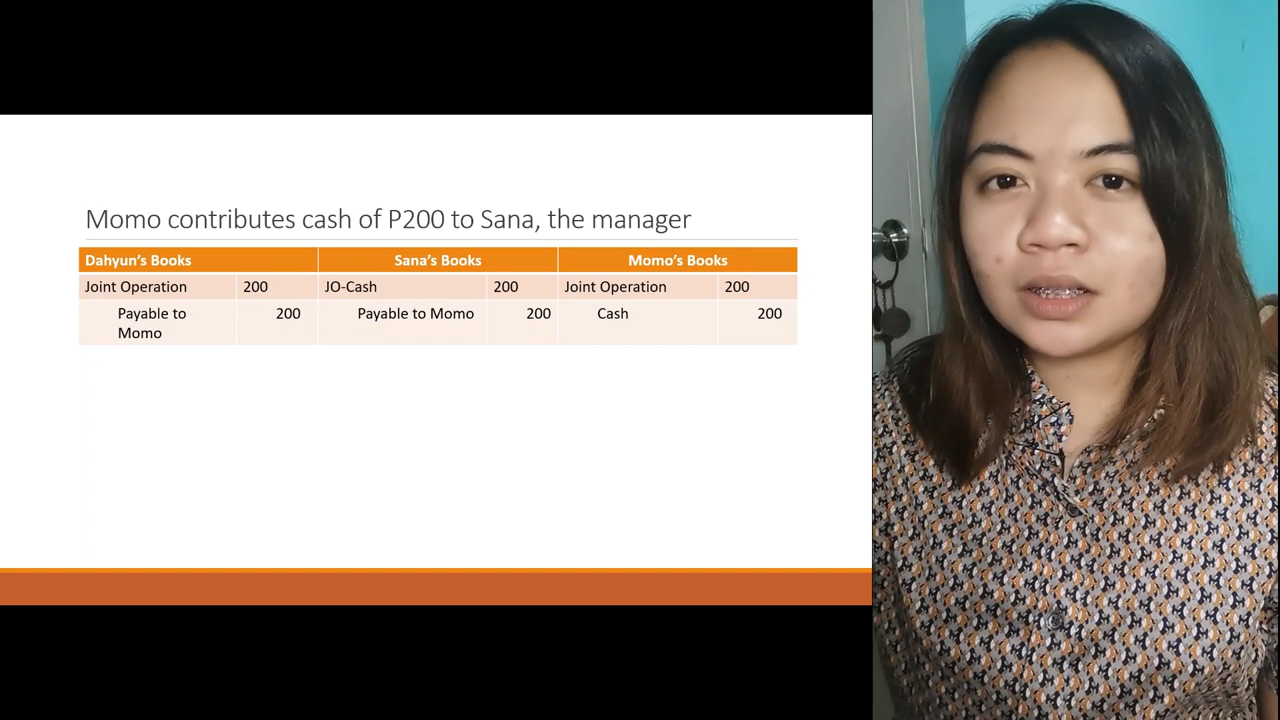 Momo contributes cash of P200 to Sana, the manager
Dahyun's Books Sana's Books Momo's Books
Joint Operation 200 JO-Cash 200 Joint Operation 200
Payable to Momo 200 Payable to Momo 200 Cash 200